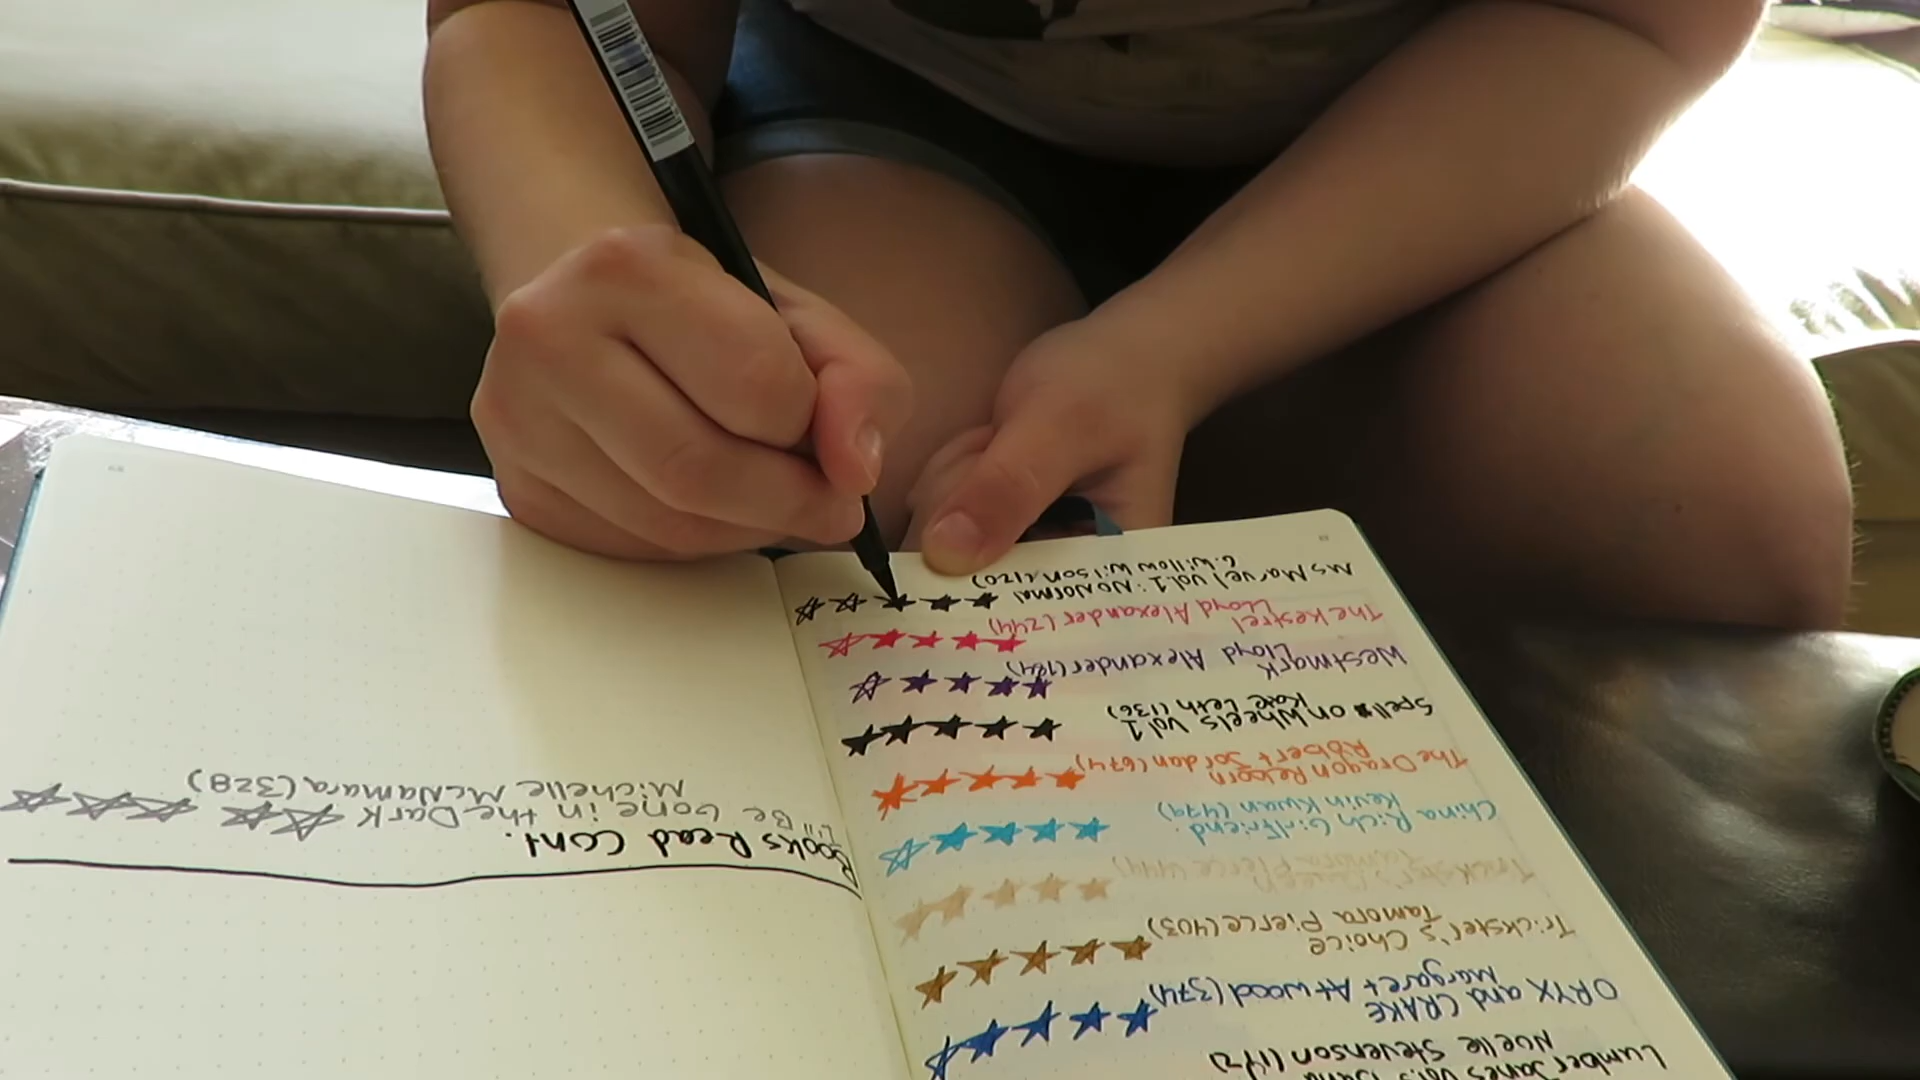 Books Read Cont.
I'll Be Gone in the Dark
Michelle McNamara (328)
Noelle Stevenson
ORYX and CRAKE
Margaret Atwood (374)
Trickster's Choice
Tamora Pierce (403)
Trickster's Queen
Tamora Pierce (444)
China Rich Girlfriend.
Kevin Kwan (479)
The Dragon Reborn
Robert Jordan (674)
Spells on Wheels Vol 1
Kate Leth (136)
Westmark
Lloyd Alexander (184)
The Kestrel
Lloyd Alexander (244)
Ms Marvel Vol.1: No Normal
G. Willow Wilson (120)